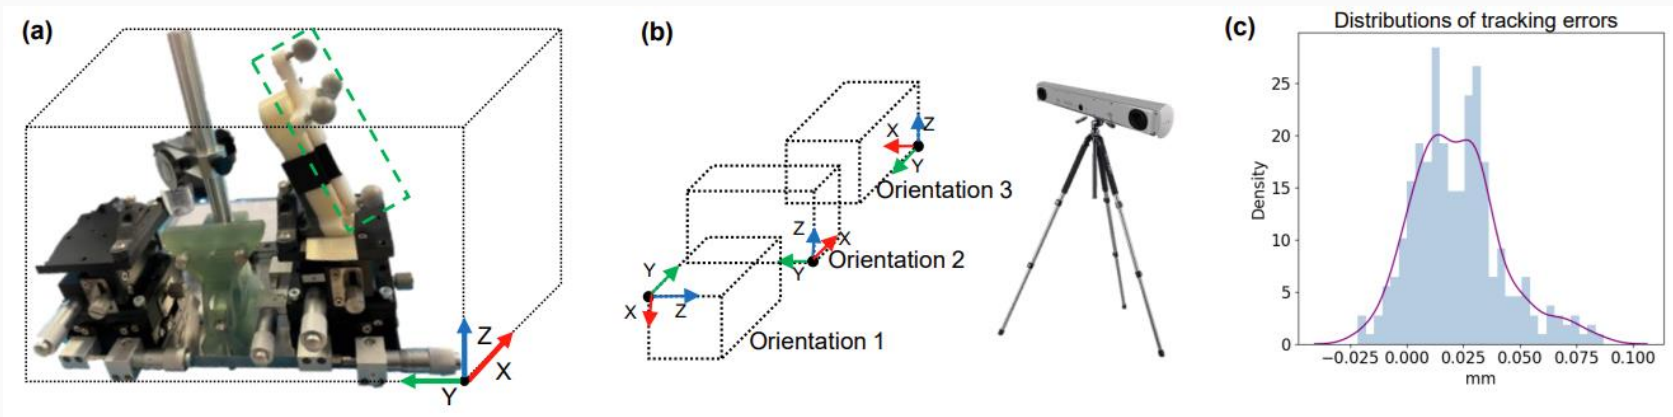 (a)
Z
X
Y
(b)
X
Z
Y
Orientation 3
Z
X
Y
Orientation 2
Y
X
Z
Orientation 1
(c)
Distributions of tracking errors
Density
25
20
15
10
5
0
−0.025 0.000 0.025 0.050 0.075 0.100
mm